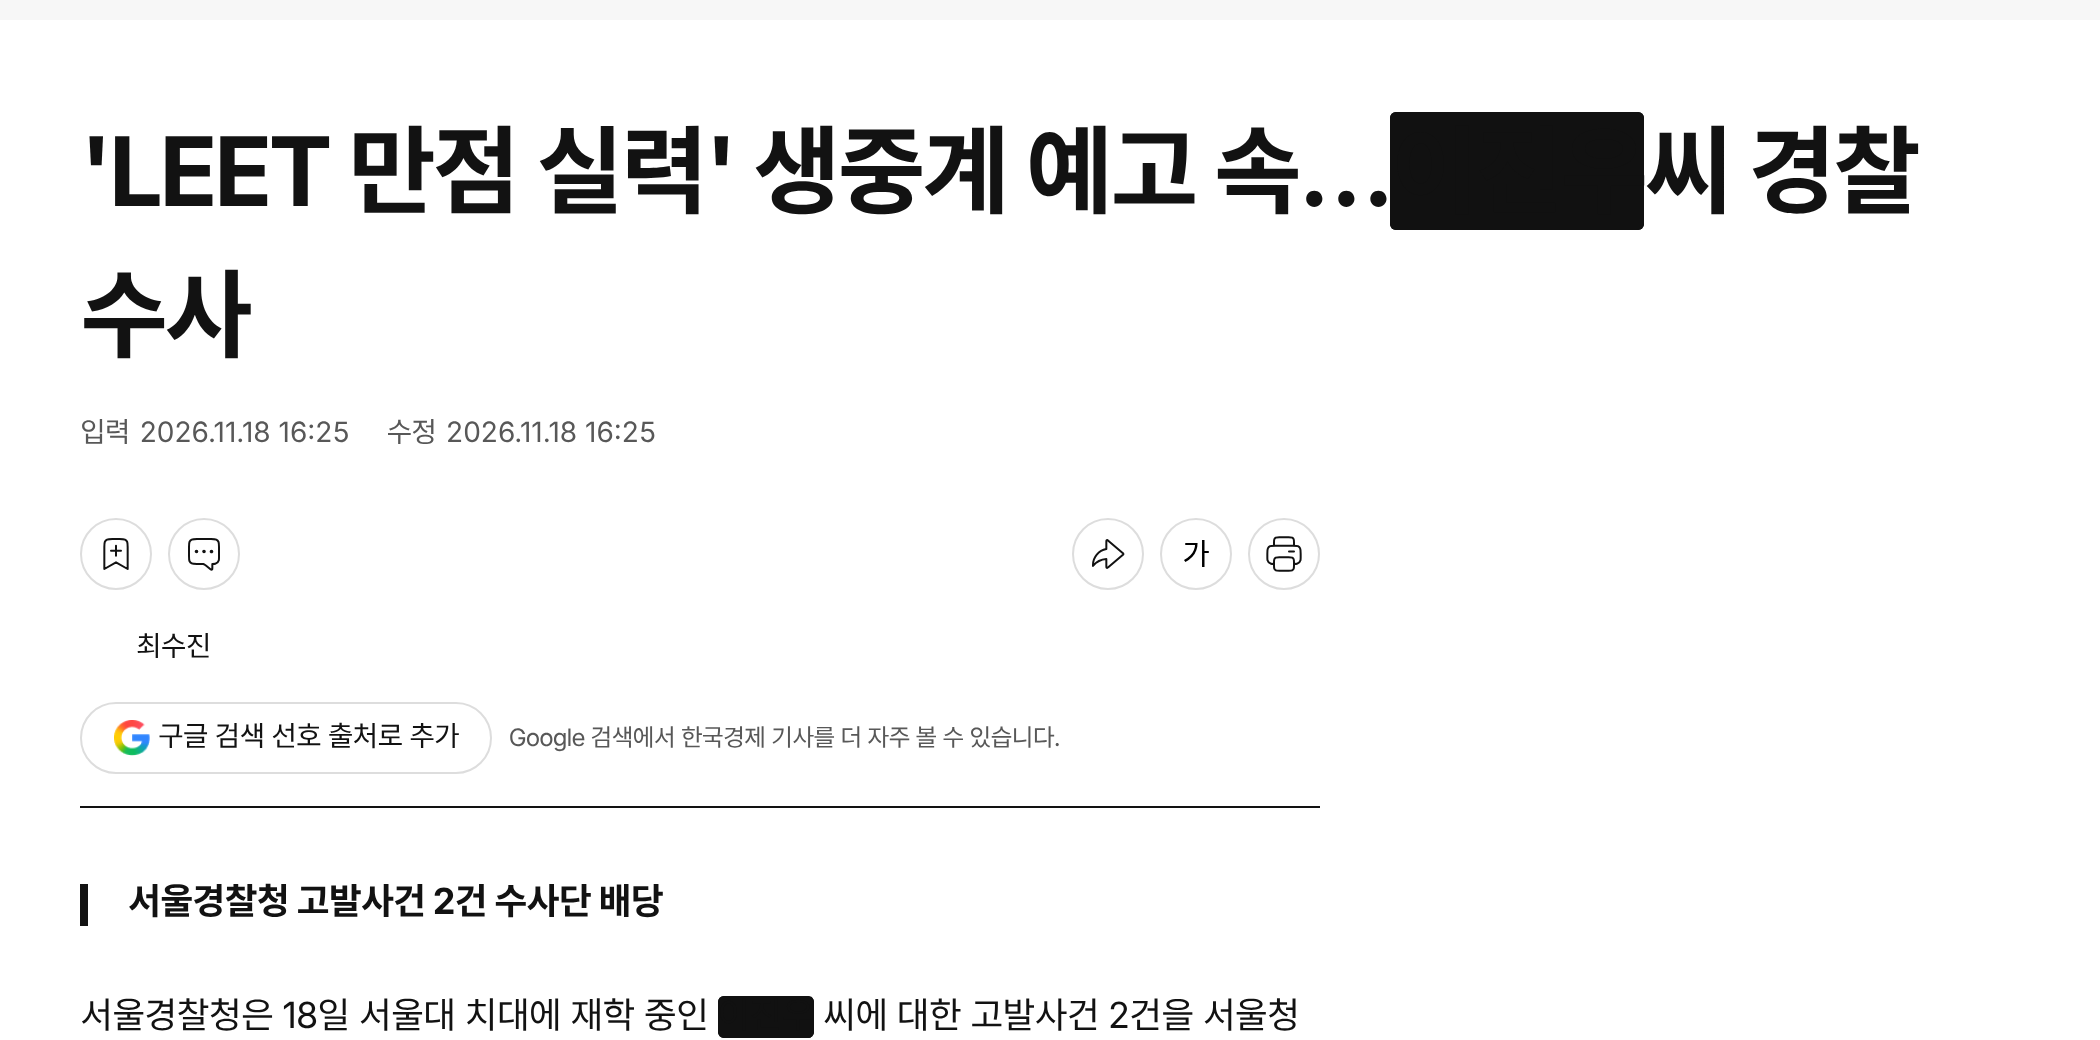 'LEET 만점 실력' 생중계 예고 속...씨 경찰
수사
입력 2026.11.18 16:25 수정 2026.11.18 16:25
가
최수진
구글 검색 선호 출처로 추가 Google 검색에서 한국경제 기사를 더 자주 볼 수 있습니다.
서울경찰청 고발사건 2건 수사단 배당
서울경찰청은 18일 서울대 치대에 재학 중인 씨에 대한 고발사건 2건을 서울청